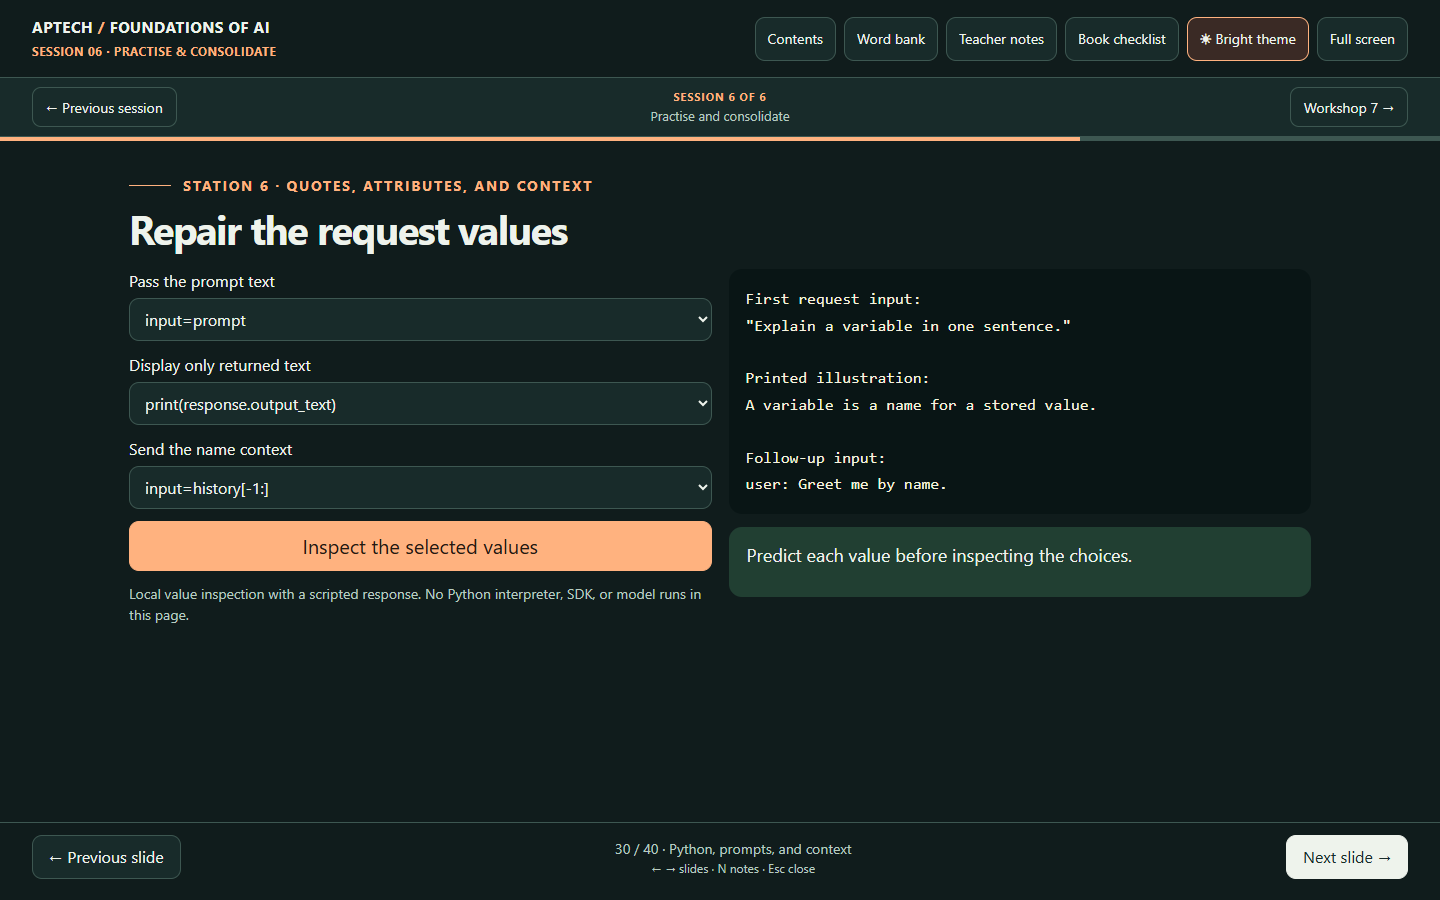 APTECH / FOUNDATIONS OF AI
SESSION 06 · PRACTISE & CONSOLIDATE
Contents
Word bank
Teacher notes
Book checklist
☀ Bright theme
Full screen
← Previous session
SESSION 6 OF 6
Practise and consolidate
Workshop 7 →
STATION 6 · QUOTES, ATTRIBUTES, AND CONTEXT
Repair the request values
Pass the prompt text
input=prompt
Display only returned text
print(response.output_text)
Send the name context
input=history[-1:]
Inspect the selected values
Local value inspection with a scripted response. No Python interpreter, SDK, or model runs in
this page.
First request input:
"Explain a variable in one sentence."
Printed illustration:
A variable is a name for a stored value.
Follow-up input:
user: Greet me by name.
Predict each value before inspecting the choices.
← Previous slide
30 / 40 · Python, prompts, and context
← → slides · N notes · Esc close
Next slide →